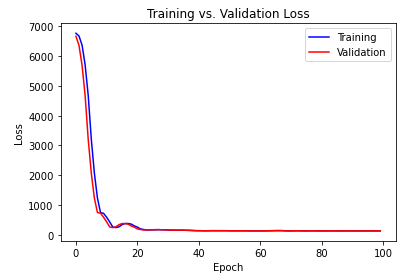 Training vs. Validation Loss
7000
6000
5000
4000
3000
2000
1000
0
Loss
Training
Validation
0 20 40 60 80 100
Epoch